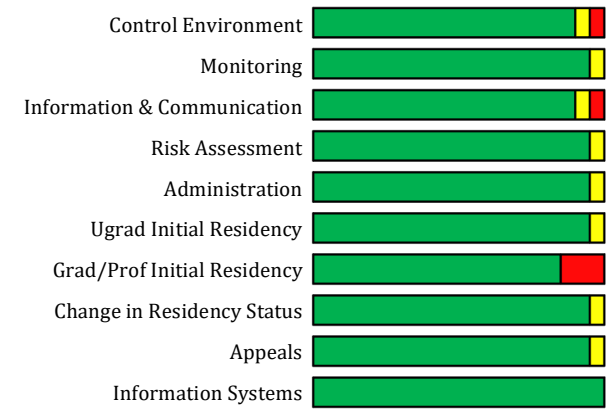 Control Environment
Monitoring
Information & Communication
Risk Assessment
Administration
Ugrad Initial Residency
Grad/Prof Initial Residency
Change in Residency Status
Appeals
Information Systems